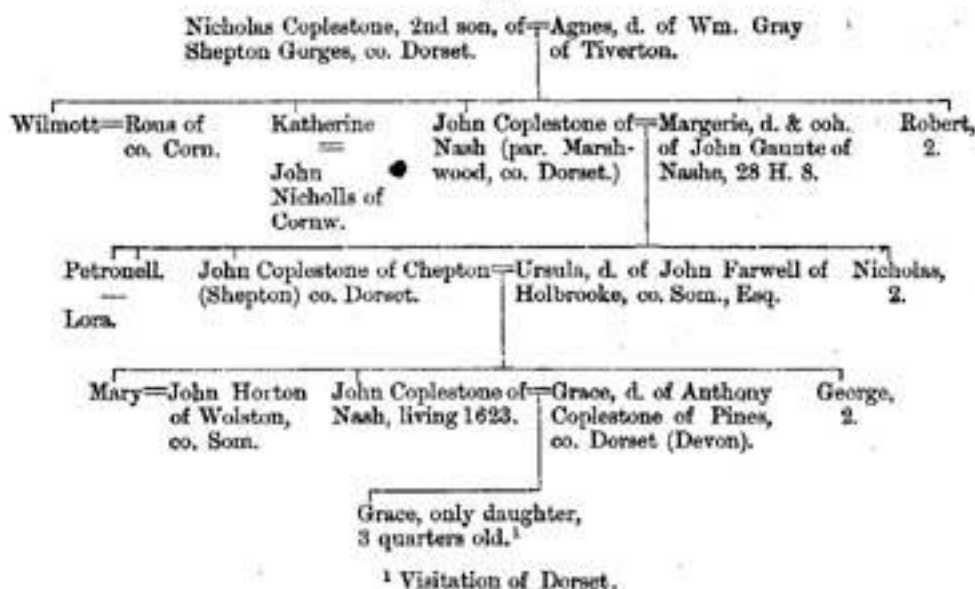 Nicholas Coplestone, 2nd son, of Agnes, d. of Wm. Gray
Shepton Gorges, co. Dorset. of Tiverton.
Wilmott=Rous of
co. Corn.
Katherine
=
John
Nicholls of
Cornw.
John Coplestone of
Nash (par. Marsh-
wood, co. Dorset.)
=Margerie, d. & coh.
of John Gaunte of
Nashe, 28 H. 8.
Robert,
2.
Petronell.
—
Lora.
John Coplestone of Chepton
(Shepton) co. Dorset.
=Ursula, d. of John Farwell of
Holbrooke, co. Som., Esq.
Nicholas,
2.
Mary=John Horton
of Wolston,
co. Som.
John Coplestone of
Nash, living 1623.
=Grace, d. of Anthony
Coplestone of Pines,
co. Dorset (Devon).
George,
2.
Grace, only daughter,
3 quarters old.¹
¹ Visitation of Dorset.